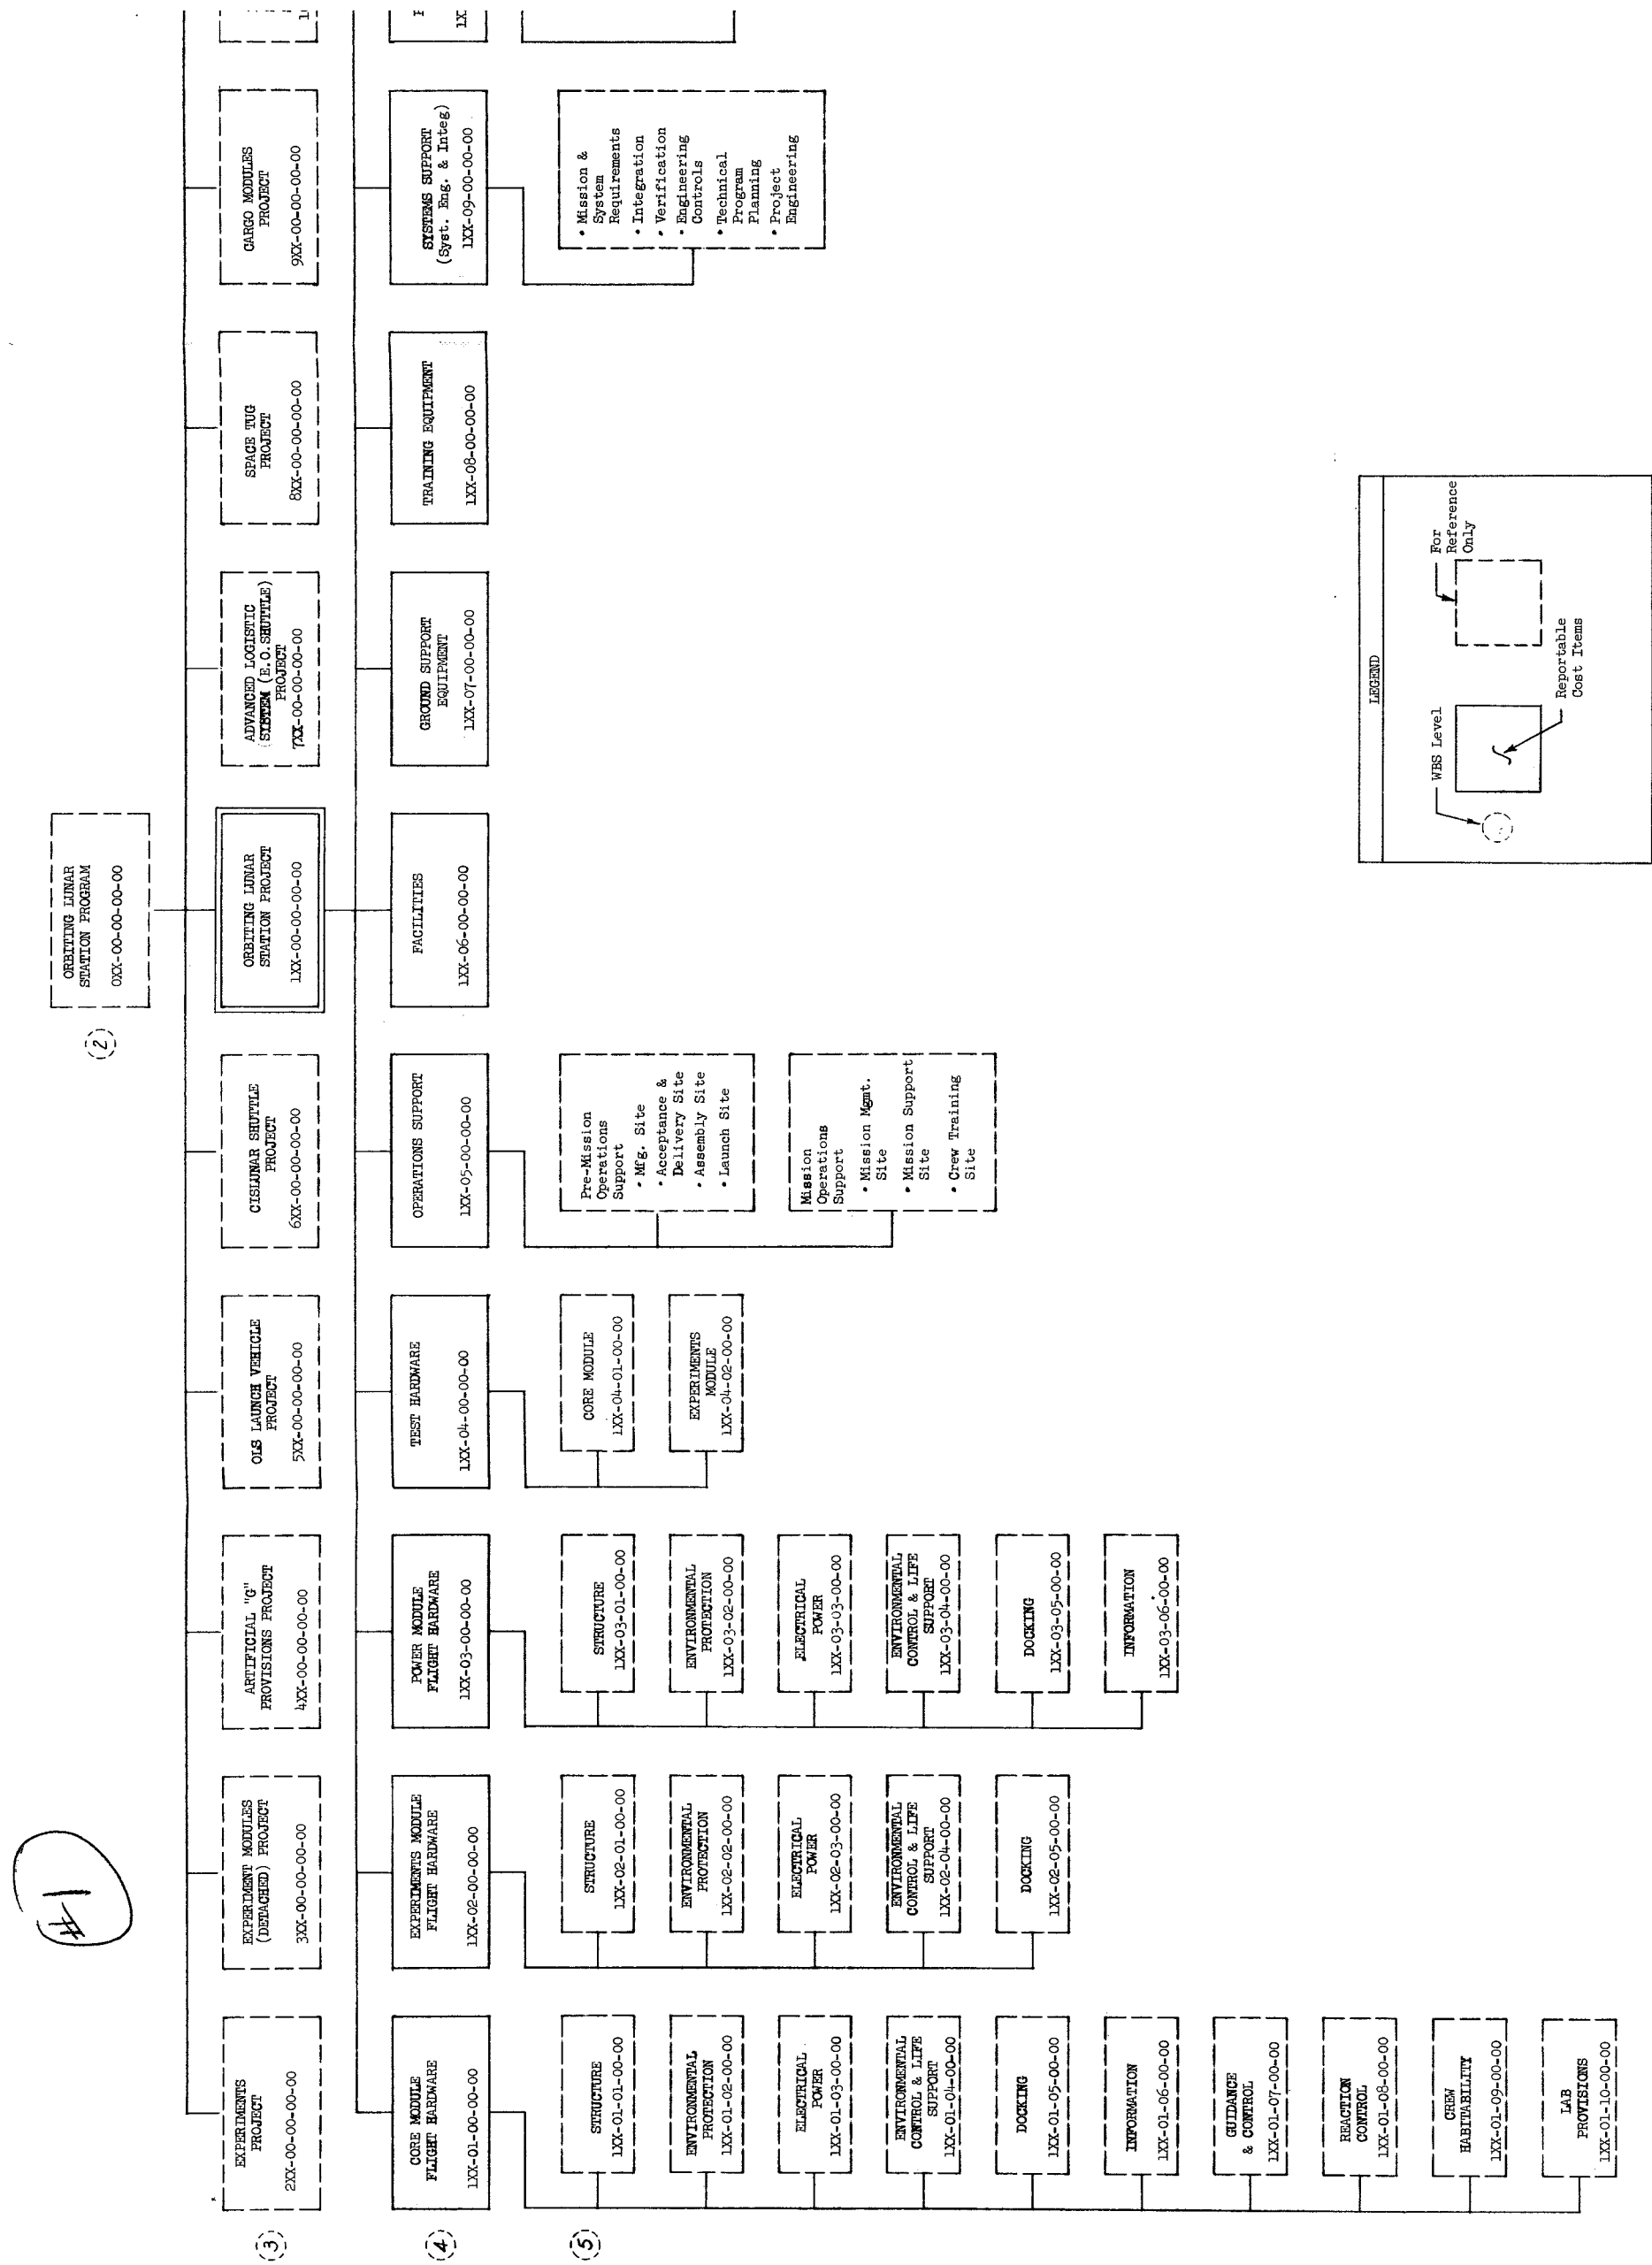 #1
ORBITING LUNAR
STATION PROGRAM
0XX-00-00-00-00
2
3
EXPERIMENTS
PROJECT
2XX-00-00-00-00
EXPERIMENT MODULES
(DETACHED) PROJECT
3XX-00-00-00-00
ARTIFICIAL "G"
PROVISIONS PROJECT
4XX-00-00-00-00
OLS LAUNCH VEHICLE
PROJECT
5XX-00-00-00-00
CISLUNAR SHUTTLE
PROJECT
6XX-00-00-00-00
ORBITING LUNAR
STATION PROJECT
1XX-00-00-00-00
ADVANCED LOGISTIC
(SYSTEM (E.O.SHUTTLE)
PROJECT
7XX-00-00-00-00
SPACE TUG
PROJECT
8XX-00-00-00-00
CARGO MODULES
PROJECT
9XX-00-00-00-00
4
CORE MODULE
FLIGHT HARDWARE
1XX-01-00-00-00
EXPERIMENTS MODULE
FLIGHT HARDWARE
1XX-02-00-00-00
POWER MODULE
FLIGHT HARDWARE
1XX-03-00-00-00
TEST HARDWARE
1XX-04-00-00-00
OPERATIONS SUPPORT
1XX-05-00-00-00
FACILITIES
1XX-06-00-00-00
GROUND SUPPORT
EQUIPMENT
1XX-07-00-00-00
TRAINING EQUIPMENT
1XX-08-00-00-00
SYSTEMS SUPPORT
(Syst. Eng. & Integ)
1XX-09-00-00-00
1X
5
STRUCTURE
1XX-01-01-00-00
ENVIRONMENTAL
PROTECTION
1XX-01-02-00-00
ELECTRICAL
POWER
1XX-01-03-00-00
ENVIRONMENTAL
CONTROL & LIFE
SUPPORT
1XX-01-04-00-00
DOCKING
1XX-01-05-00-00
INFORMATION
1XX-01-06-00-00
GUIDANCE
& CONTROL
1XX-01-07-00-00
REACTION
CONTROL
1XX-01-08-00-00
CREW
HABITABILITY
1XX-01-09-00-00
LAB
PROVISIONS
1XX-01-10-00-00
STRUCTURE
1XX-02-01-00-00
ENVIRONMENTAL
PROTECTION
1XX-02-02-00-00
ELECTRICAL
POWER
1XX-02-03-00-00
ENVIRONMENTAL
CONTROL & LIFE
SUPPORT
1XX-02-04-00-00
DOCKING
1XX-02-05-00-00
STRUCTURE
1XX-03-01-00-00
ENVIRONMENTAL
PROTECTION
1XX-03-02-00-00
ELECTRICAL
POWER
1XX-03-03-00-00
ENVIRONMENTAL
CONTROL & LIFE
SUPPORT
1XX-03-04-00-00
DOCKING
1XX-03-05-00-00
INFORMATION
1XX-03-06-00-00
CORE MODULE
1XX-04-01-00-00
EXPERIMENTS
MODULE
1XX-04-02-00-00
Pre-Mission
Operations
Support
• Mfg. Site
• Acceptance &
Delivery Site
• Assembly Site
• Launch Site
Mission
Operations
Support
• Mission Mgmt.
Site
• Mission Support
Site
• Crew Training
Site
• Mission &
System
Requirements
• Integration
• Verification
• Engineering
Controls
• Technical
Program
Planning
• Project
Engineering
LEGEND
WBS Level
For
Reference
Only
Reportable
Cost Items